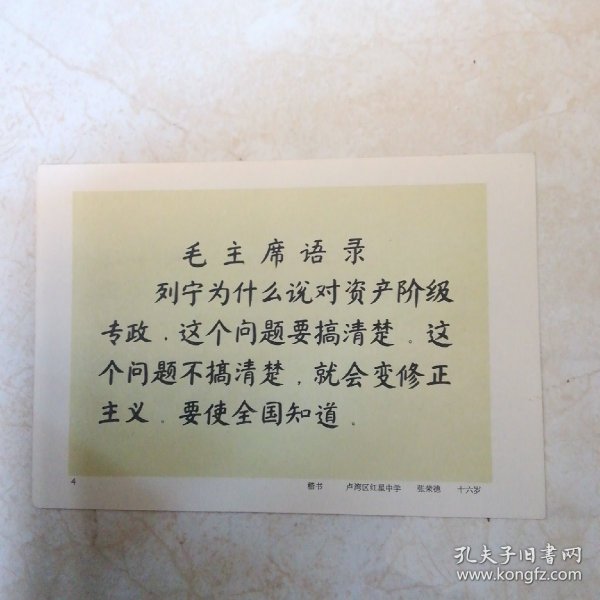 毛主席语录
列宁为什么说对资产阶级
专政，这个问题要搞清楚。这
个问题不搞清楚，就会变修正
主义。要使全国知道。
4
楷书 卢湾区红星中学 张荣德 十六岁
孔夫子旧书网
www.kongfz.com